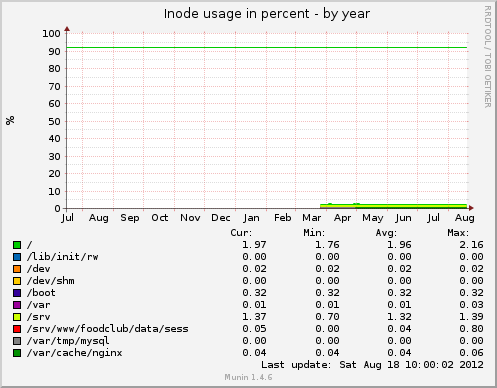 Inode usage in percent - by year
RRDTOOL / TOBI OETIKER
%
100
90
80
70
60
50
40
30
20
10
0
Jul Aug Sep Oct Nov Dec Jan Feb Mar Apr May Jun Jul Aug
Cur: Min: Avg: Max:
/ 1.97 1.76 1.96 2.16
/lib/init/rw 0.00 0.00 0.00 0.00
/dev 0.02 0.02 0.02 0.02
/dev/shm 0.00 0.00 0.00 0.00
/boot 0.32 0.32 0.32 0.32
/var 0.01 0.01 0.01 0.03
/srv 1.37 0.70 1.32 1.39
/srv/www/foodclub/data/sess 0.05 0.00 0.04 0.80
/var/tmp/mysql 0.00 0.00 0.00 0.00
/var/cache/nginx 0.04 0.04 0.04 0.06
Last update: Sat Aug 18 10:00:02 2012
Munin 1.4.6